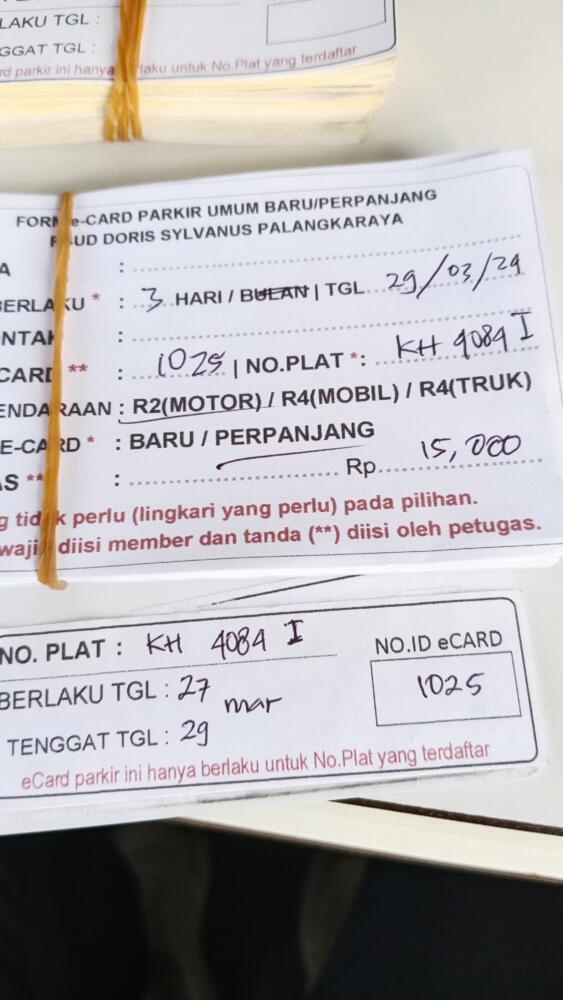 LAKU TGL :
GGAT TGL :
rd parkir ini hanya laku untuk No.Plat yang terdaftar
FORM e-CARD PARKIR UMUM BARU/PERPANJANG
RSUD DORIS SYLVANUS PALANGKARAYA
A :
BERLAKU * : 3 HARI / BULAN | TGL 29/03/29
NTAK :
CARD ** : 1025 | NO.PLAT *: KH 4084 I
ENDARAAN : R2(MOTOR) / R4(MOBIL) / R4(TRUK)
E-CARD * : BARU / PERPANJANG
AS ** : Rp 15,000
g tidak perlu (lingkari yang perlu) pada pilihan.
waji diisi member dan tanda (**) diisi oleh petugas.
NO. PLAT : KH 4084 I
NO.ID eCARD
1025
BERLAKU TGL : 27 mar
TENGGAT TGL : 29
eCard parkir ini hanya berlaku untuk No.Plat yang terdaftar